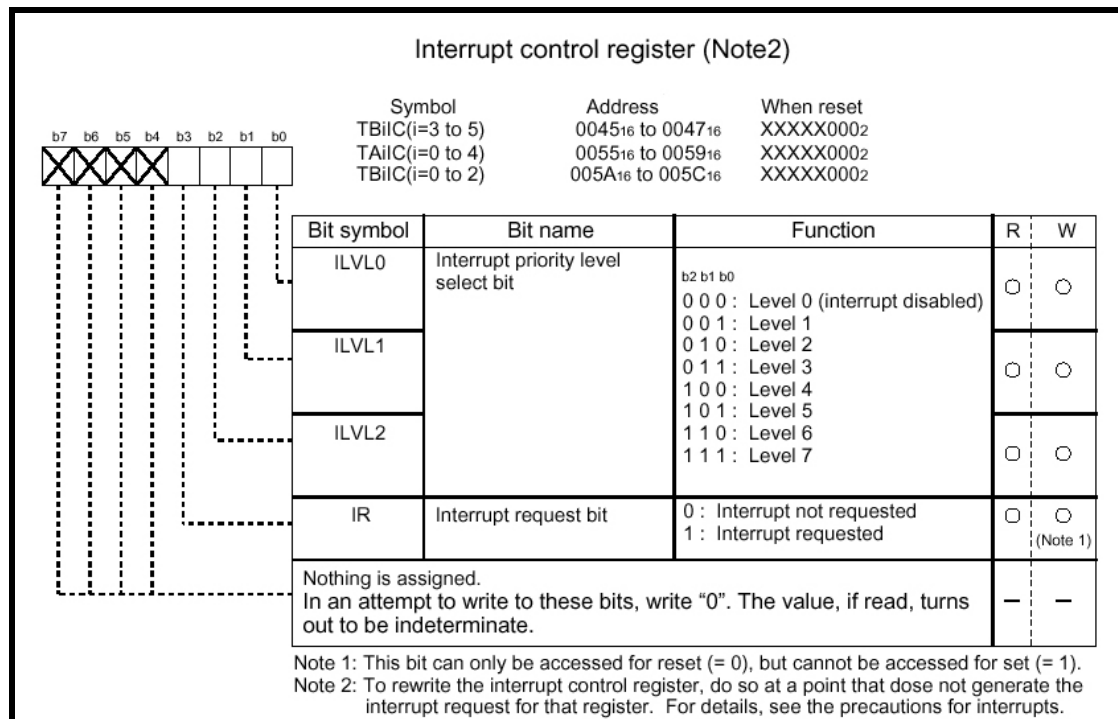 Interrupt control register (Note2)
Symbol Address When reset
TBiIC(i=3 to 5) 004516 to 004716 XXXXX0002
TAiIC(i=0 to 4) 005516 to 005916 XXXXX0002
TBiIC(i=0 to 2) 005A16 to 005C16 XXXXX0002
b7 b6 b5 b4 b3 b2 b1 b0
Bit symbol Bit name Function R W
ILVL0 Interrupt priority level
select bit
b2 b1 b0
0 0 0 : Level 0 (interrupt disabled)
0 0 1 : Level 1
ILVL1 0 1 0 : Level 2
0 1 1 : Level 3
1 0 0 : Level 4
1 0 1 : Level 5
ILVL2 1 1 0 : Level 6
1 1 1 : Level 7
IR Interrupt request bit 0 : Interrupt not requested
1 : Interrupt requested
(Note 1)
Nothing is assigned.
In an attempt to write to these bits, write “0”. The value, if read, turns
out to be indeterminate.
Note 1: This bit can only be accessed for reset (= 0), but cannot be accessed for set (= 1).
Note 2: To rewrite the interrupt control register, do so at a point that dose not generate the
interrupt request for that register. For details, see the precautions for interrupts.